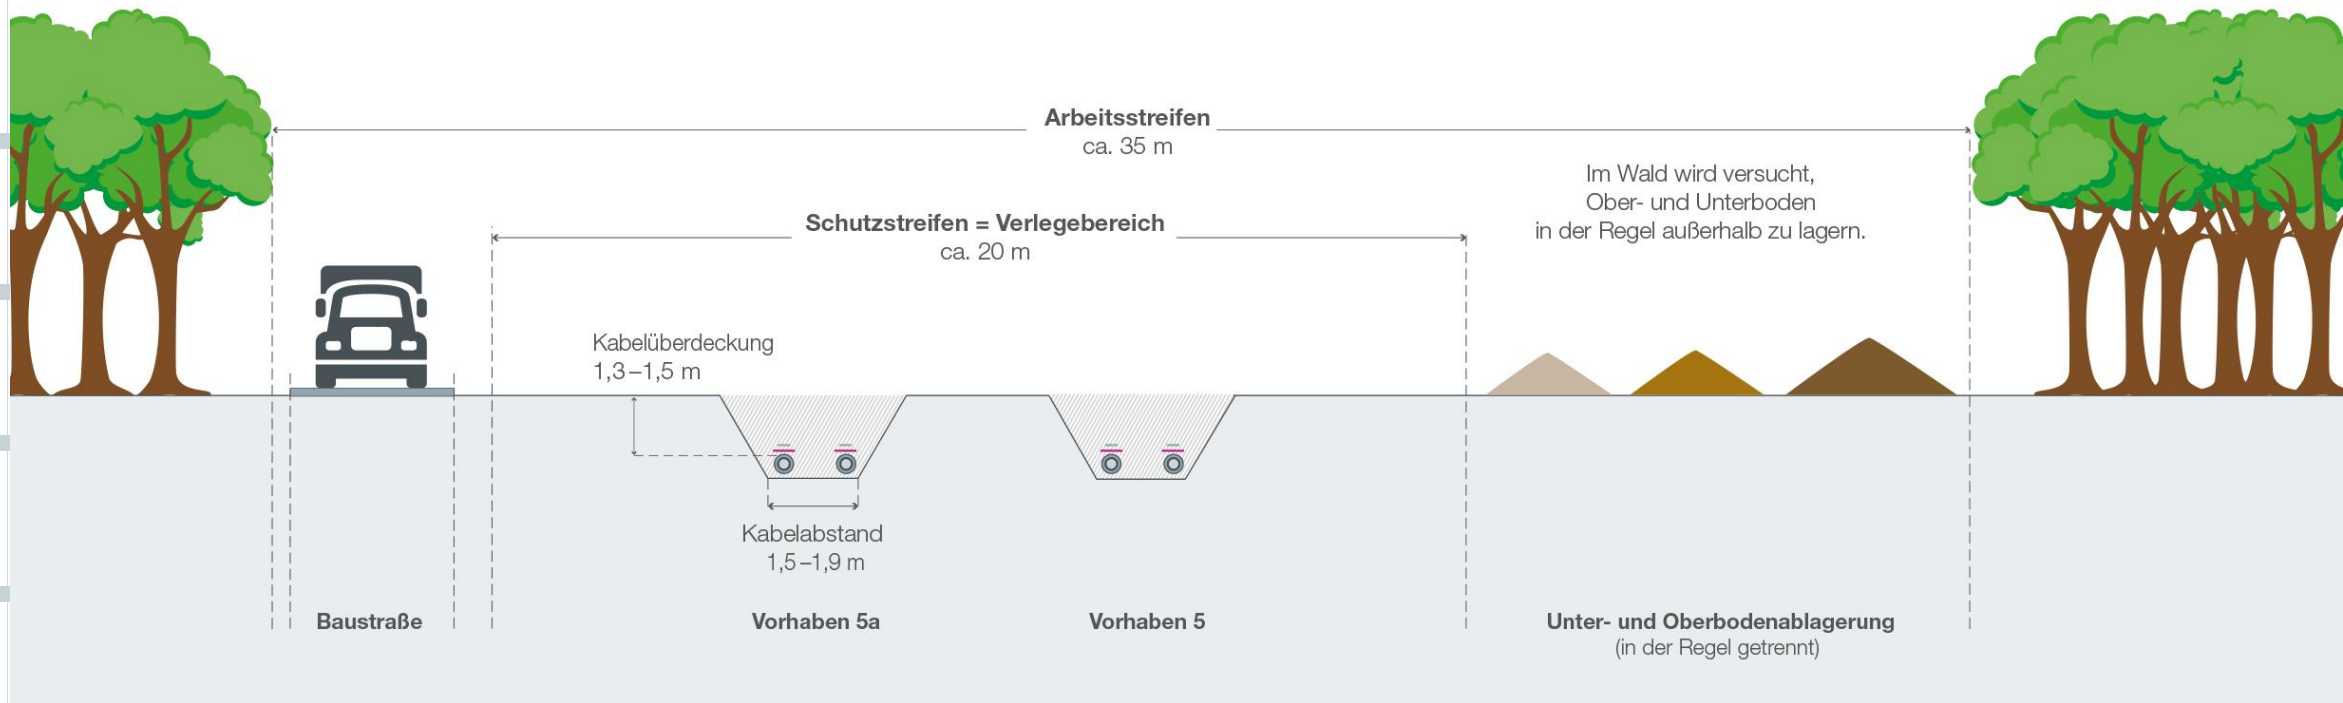 Arbeitsstreifen
ca. 35 m
Im Wald wird versucht,
Ober- und Unterboden
in der Regel außerhalb zu lagern.
Schutzstreifen = Verlegebereich
ca. 20 m
Kabelüberdeckung
1,3–1,5 m
Kabelabstand
1,5–1,9 m
Baustraße
Vorhaben 5a
Vorhaben 5
Unter- und Oberbodenablagerung
(in der Regel getrennt)